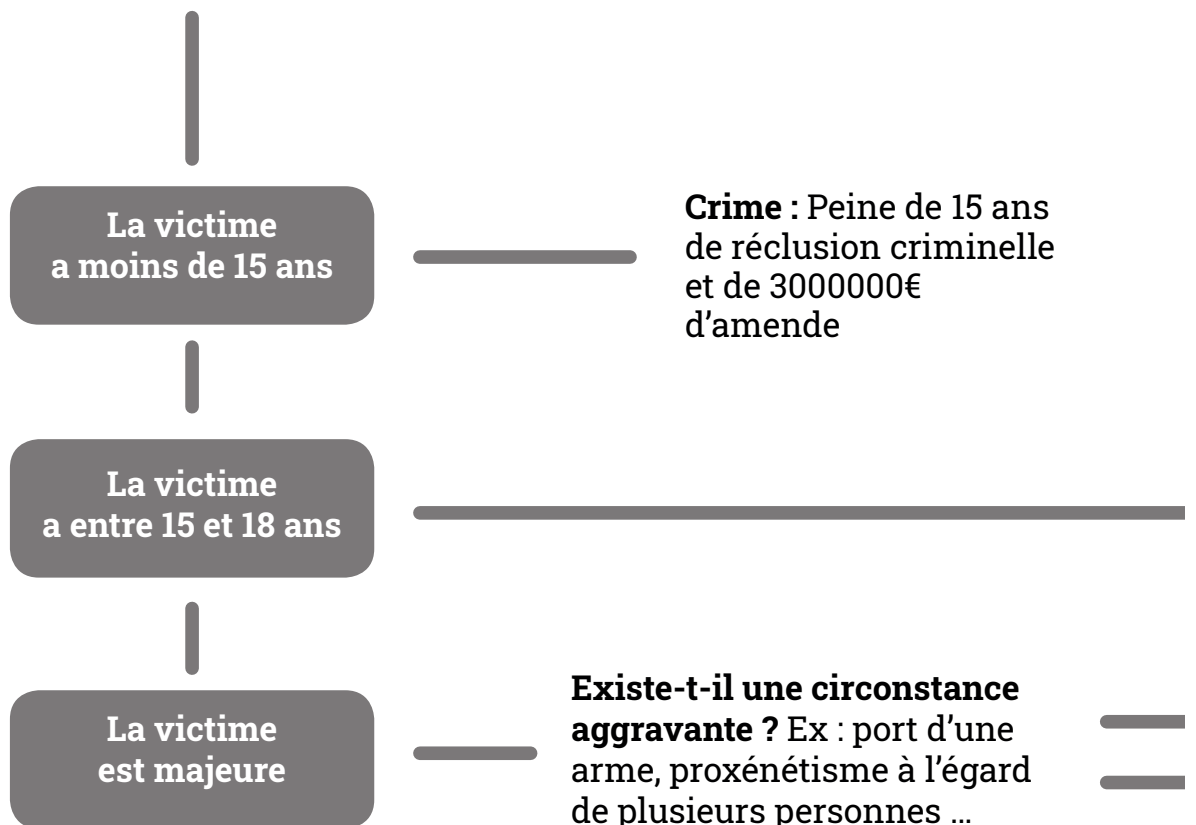 La victime
a moins de 15 ans
Crime : Peine de 15 ans
de réclusion criminelle
et de 3000000€
d’amende
La victime
a entre 15 et 18 ans
La victime
est majeure
Existe-t-il une circonstance
aggravante ? Ex : port d’une
arme, proxénétisme à l’égard
de plusieurs personnes ...